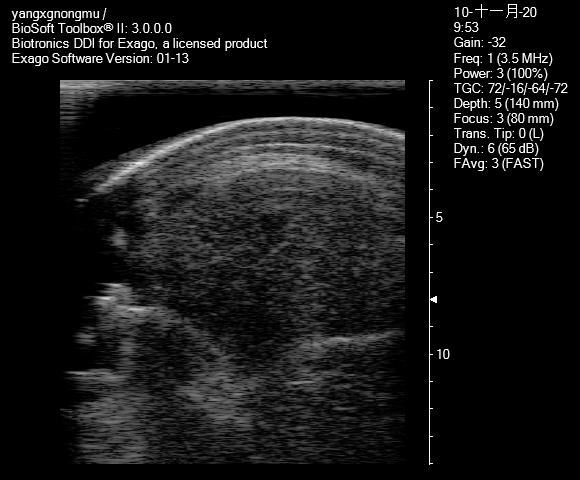 yangxgnongmu /
BioSoft Toolbox® II: 3.0.0.0
Biotronics DDI for Exago, a licensed product
Exago Software Version: 01-13
10-十一月-20
9:53
Gain: -32
Freq: 1 (3.5 MHz)
Power: 3 (100%)
TGC: 72/-16/-64/-72
Depth: 5 (140 mm)
Focus: 3 (80 mm)
Trans. Tip: 0 (L)
Dyn.: 6 (65 dB)
FAvg: 3 (FAST)
5
10